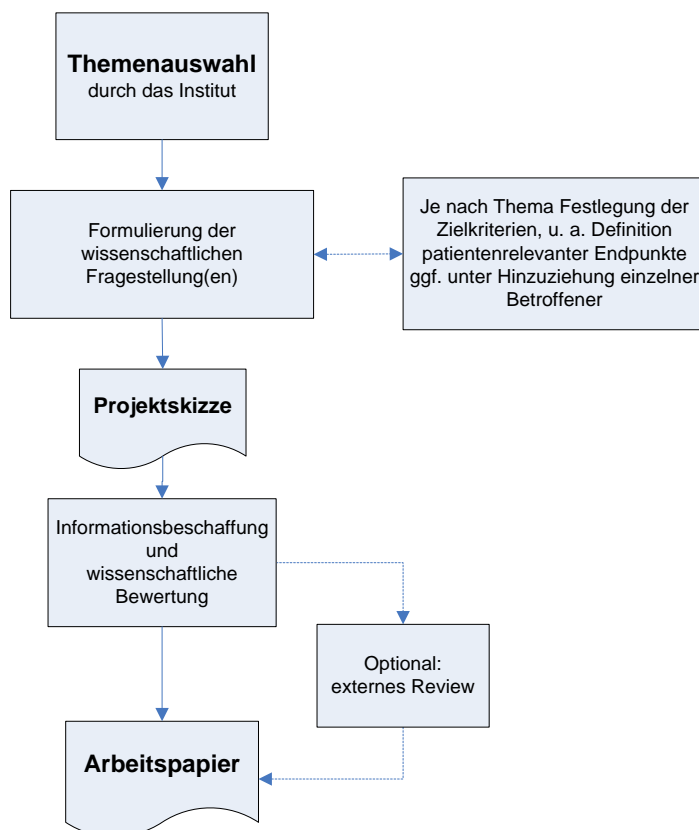 Themenauswahl
durch das Institut
Formulierung der
wissenschaftlichen
Fragestellung(en)
Je nach Thema Festlegung der
Zielkriterien, u. a. Definition
patientenrelevanter Endpunkte
ggf. unter Hinzuziehung einzelner
Betroffener
Projektskizze
Informationsbeschaffung
und
wissenschaftliche
Bewertung
Optional:
externes Review
Arbeitspapier